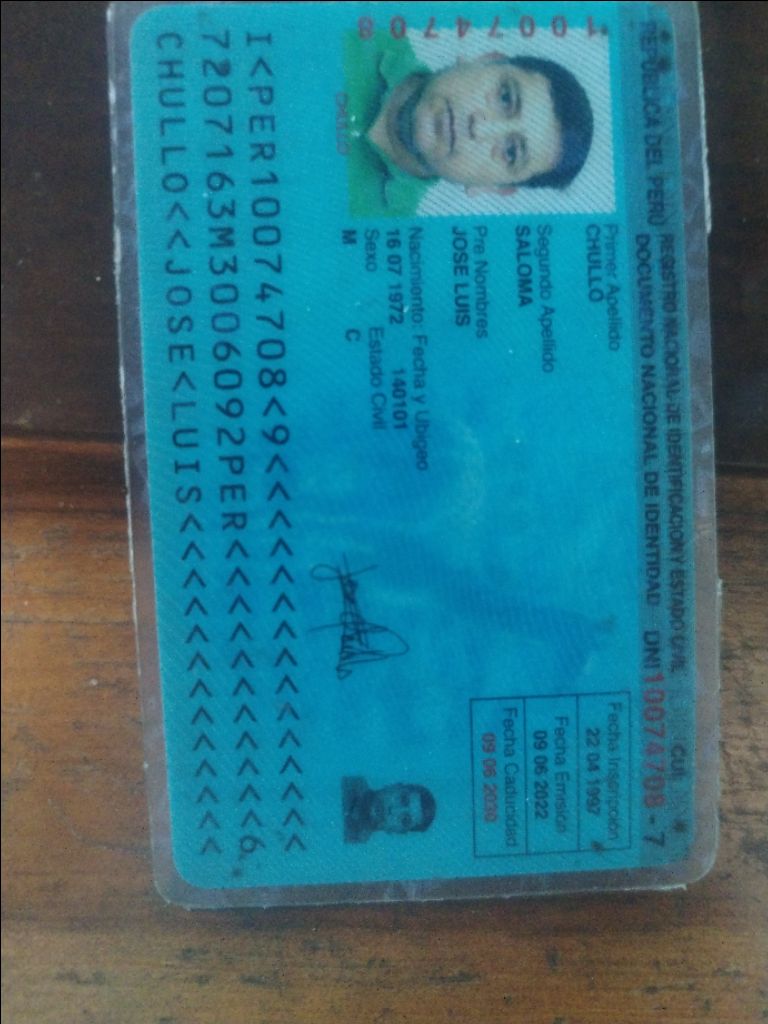 REPÚBLICA DEL PERÚ REGISTRO NACIONAL DE IDENTIFICACION Y ESTADO CIVIL
DOCUMENTO NACIONAL DE IDENTIDAD DNI 10074708 - 7
CUI
10074708
Primer Apellido
CHULLO
Segundo Apellido
SALOMA
Pre Nombres
JOSE LUIS
Nacimiento: Fecha y Ubigeo
16 07 1972 140101
Sexo Estado Civil
M C
Fecha Inscripción
22 04 1997
Fecha Emisión
09 06 2022
Fecha Caducidad
09 06 2030
CHULLO
I<PER10074708<9<<<<<<<<<<<<<<<
7207163M3006092PER<<<<<<<<<<<6
CHULLO<<JOSE<LUIS<<<<<<<<<<<<<